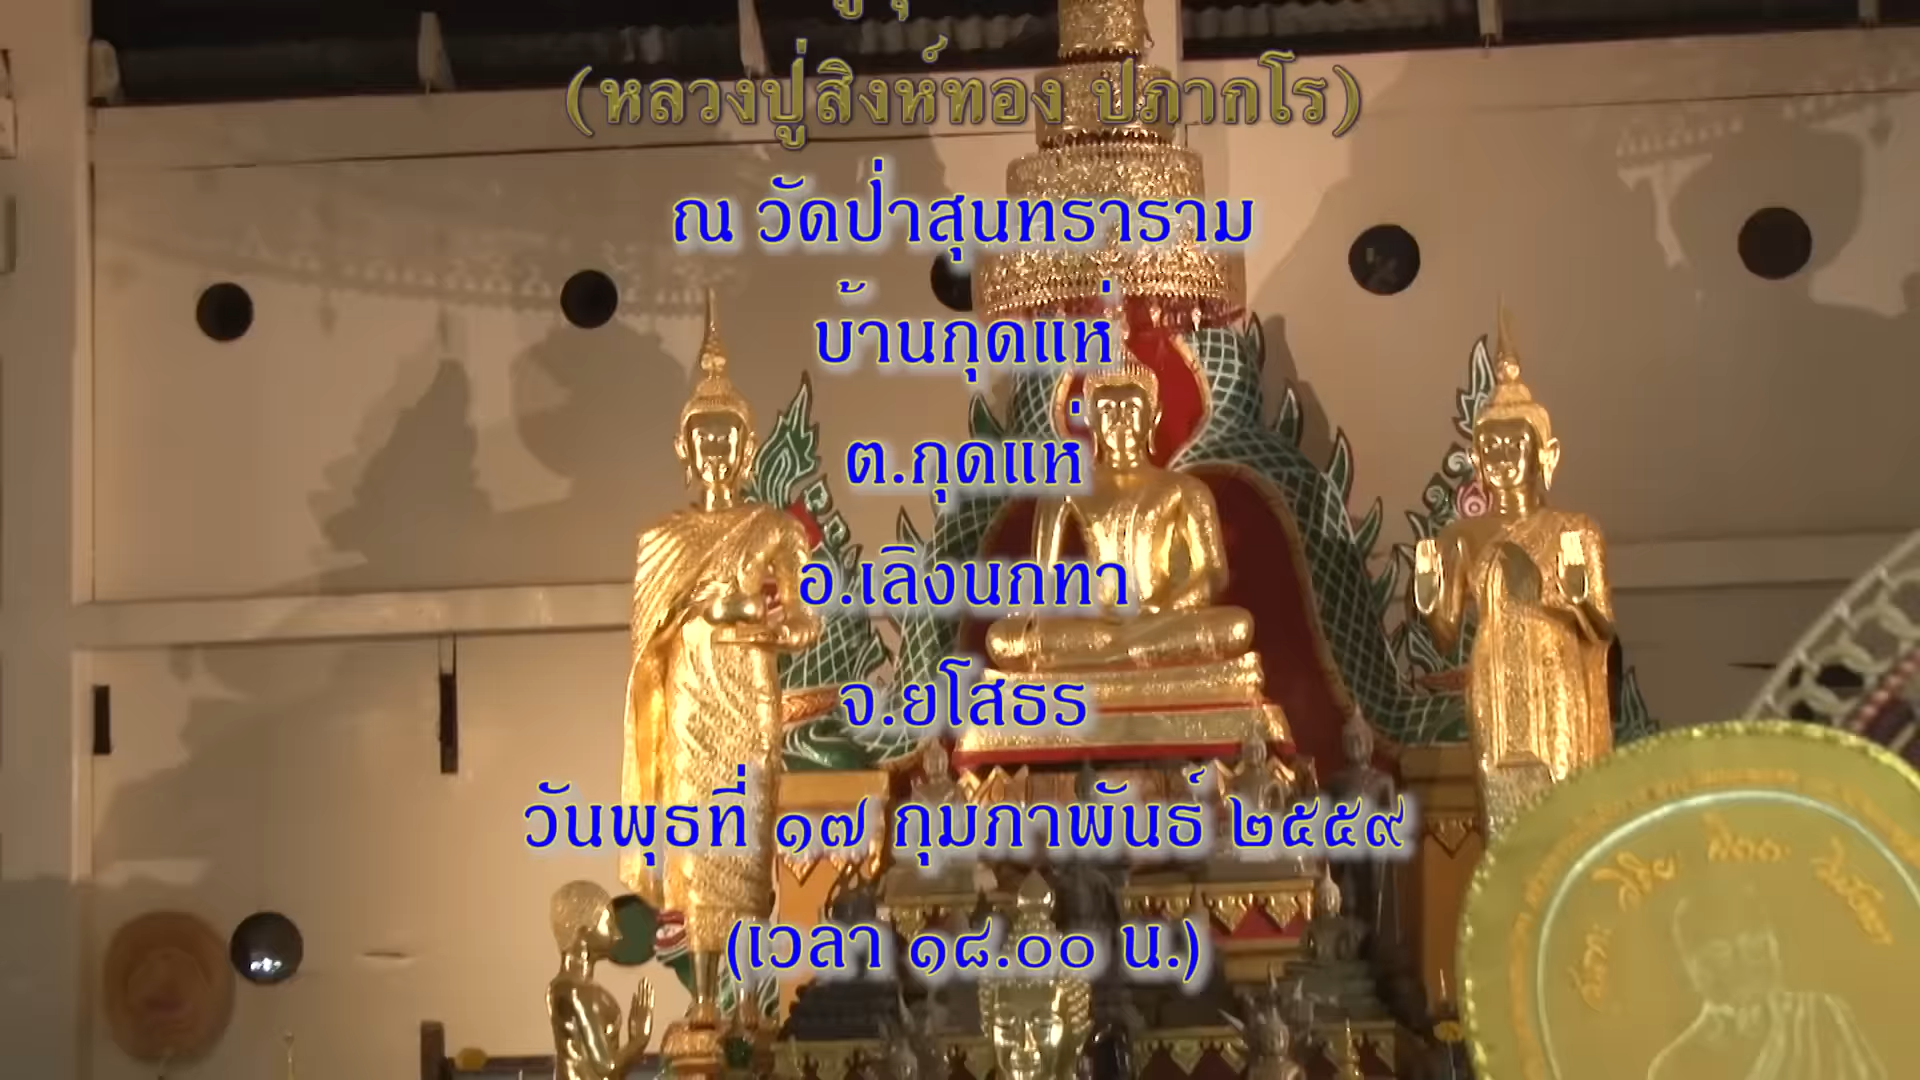 (หลวงปู่สิงห์ทอง ปภากโร)
ณ วัดป่าสุนทราราม
บ้านกุดแห่
ต.กุดแห่
อ.เลิงนกทา
จ.ยโสธร
วันพุธที่ ๑๗ กุมภาพันธ์ ๒๕๕๙
(เวลา ๑๘.๐๐ น.)